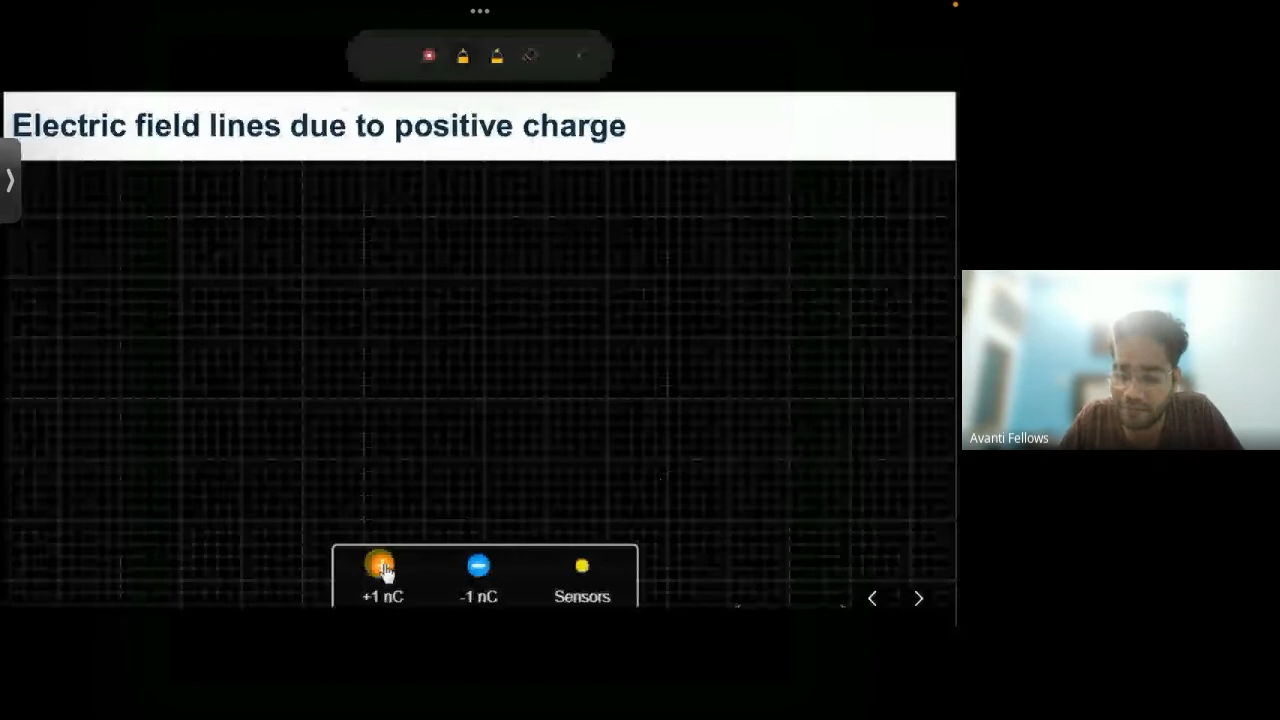 Electric field lines due to positive charge
+1 nC -1 nC Sensors
Avanti Fellows